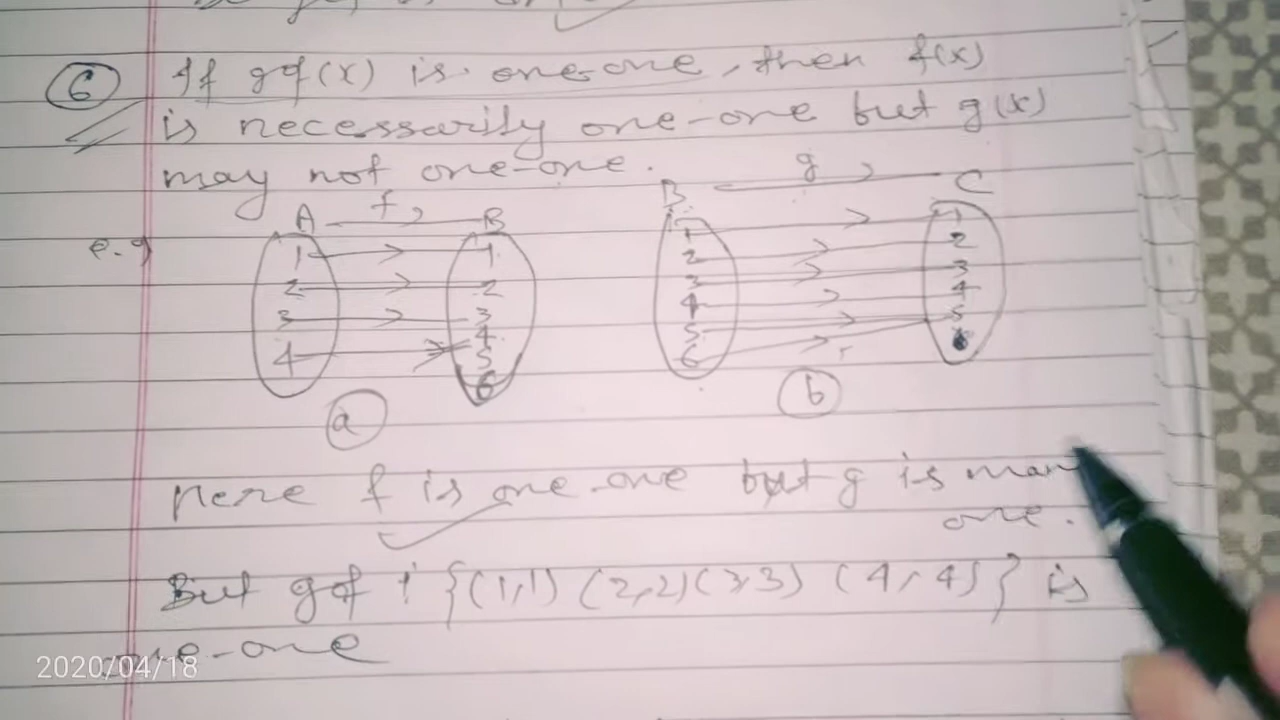 6 If gof(x) is one-one, then f(x)
is necessarily one-one but g(x)
may not one-one.
e.g A f B
1 1
2 2
3 3
4 4
5
6
a
B g C
1 1
2 2
3 3
4 4
5 5
6
b
Here f is one-one but g is many
one.
But gof : {(1,1) (2,2) (3,3) (4,4)} is
one-one
2020/04/18